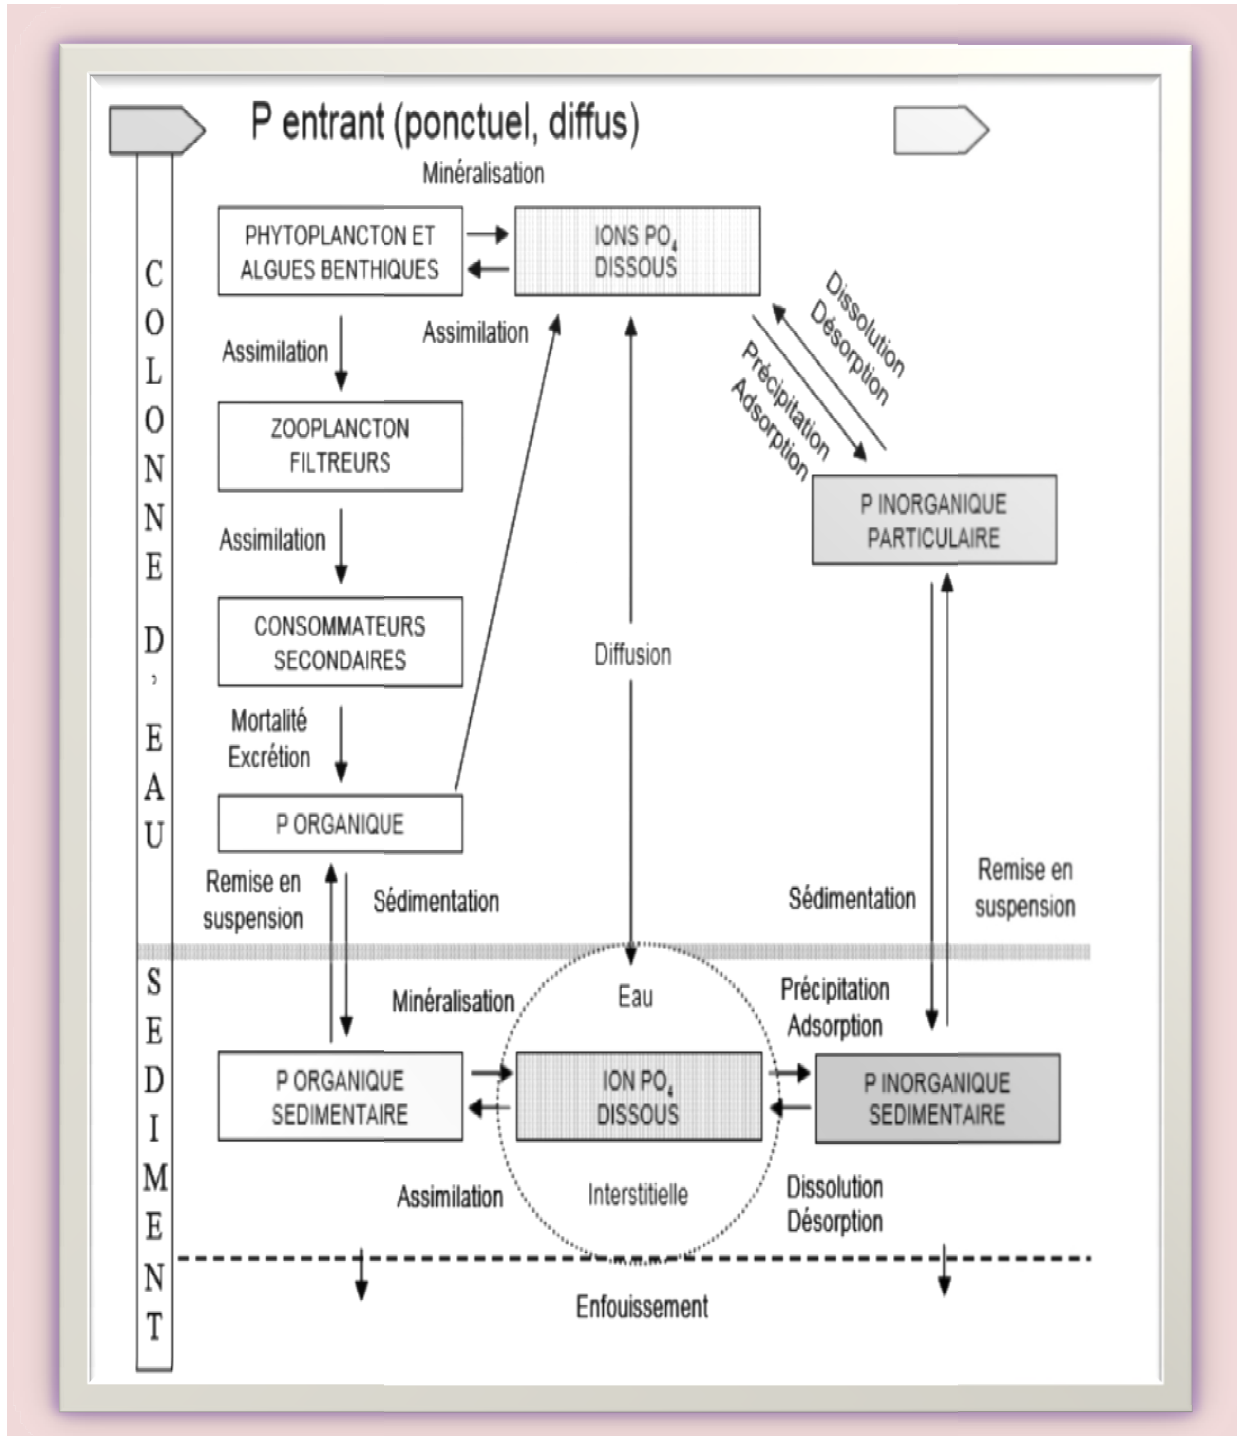 P entrant (ponctuel, diffus)
Minéralisation
PHYTOPLANCTON ET
ALGUES BENTHIQUES
IONS PO₄
DISSOUS
Assimilation
Assimilation
Dissolution
Désorption
Précipitation
Adsorption
ZOOPLANCTON
FILTREURS
P INORGANIQUE
PARTICULAIRE
Assimilation
CONSOMMATEURS
SECONDAIRES
Diffusion
Mortalité
Excrétion
P ORGANIQUE
Remise en
suspension
Sédimentation
Sédimentation
Remise en
suspension
COLONNE D'EAU
SEDIMENT
Minéralisation
Eau
Précipitation
Adsorption
P ORGANIQUE
SEDIMENTAIRE
ION PO₄
DISSOUS
P INORGANIQUE
SEDIMENTAIRE
Assimilation
Interstitielle
Dissolution
Désorption
Enfouissement